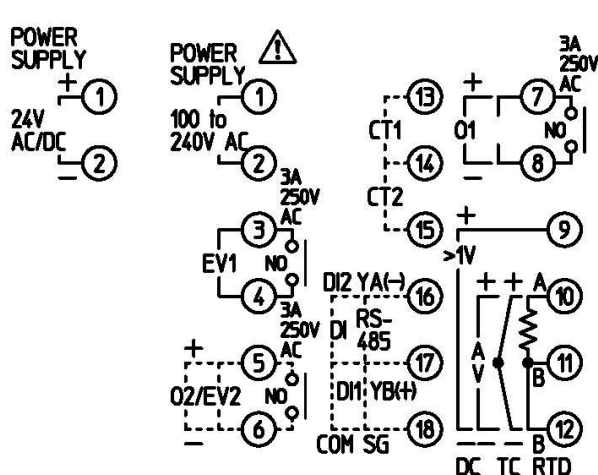 POWER
SUPPLY
+ 1
24V
AC/DC
− 2
POWER
SUPPLY
1
100 to
240V AC
2
3A
250V
AC
3
EV1
NO
4
3A
250V
AC
+ 5
O2/EV2
NO
− 6
13
CT1
14
CT2
15
DI2 YA(−) 16
DI
RS-
485
17
DI1 YB(+)
COM SG 18
3A
250V
AC
+ 7
O1
NO
− 8
+ 9
>1V
+ + A 10
A
V
B 11
− − B 12
DC TC RTD